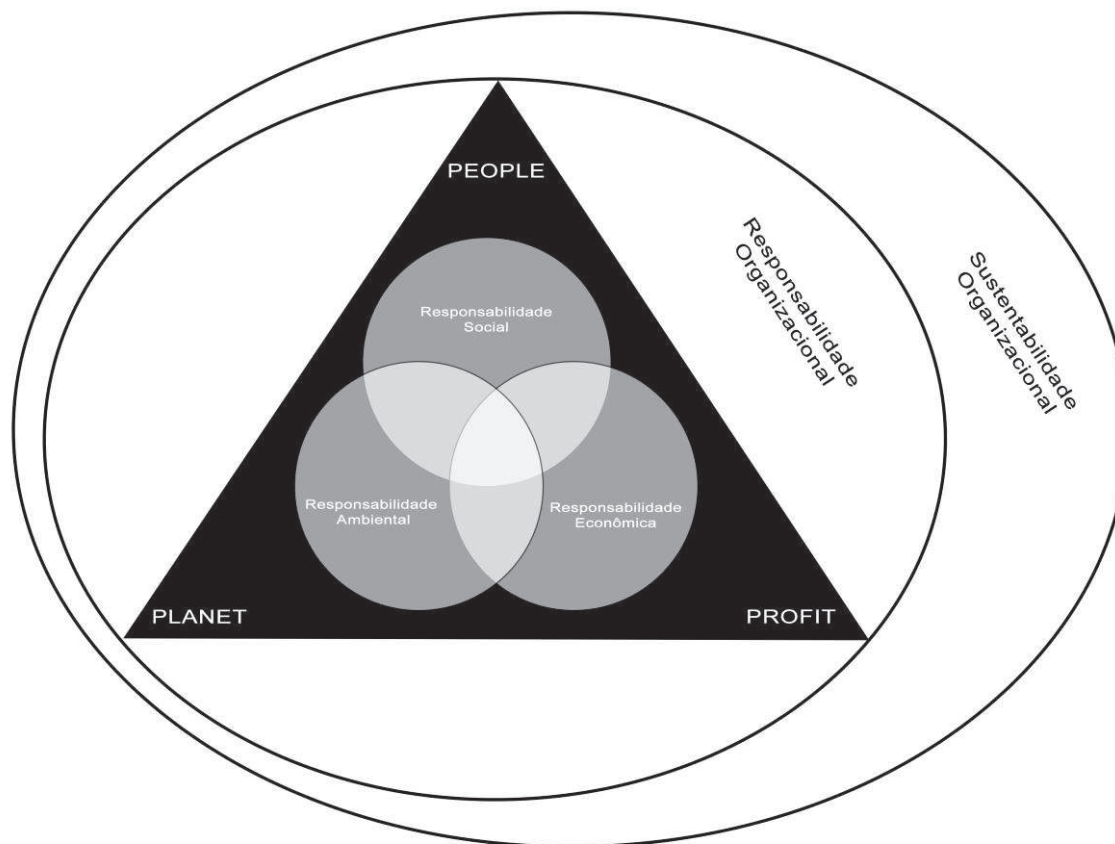 PEOPLE
Responsabilidade
Social
Responsabilidade
Ambiental
Responsabilidade
Econômica
PLANET
PROFIT
Responsabilidade
Organizacional
Sustentabilidade
Organizacional